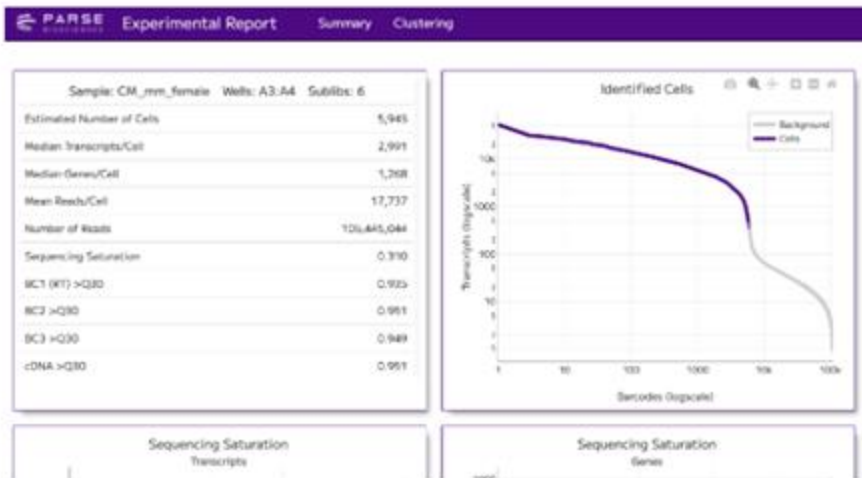 PARSE
BIOSCIENCES
Experimental Report
Summary
Clustering
Sample: CM_mm_female Wells: A3:A4 Sublibs: 6
Estimated Number of Cells 5,945
Median Transcripts/Cell 2,991
Median Genes/Cell 1,268
Mean Reads/Cell 17,737
Number of Reads
Sequencing Saturation 0.310
BC1 (RT) >Q30 0.935
BC2 >Q30 0.951
BC3 >Q30 0.949
cDNA >Q30 0.951
Identified Cells
Background
Cells
Transcripts (logscale)
10k
1000
100
10
1
10
100
1000
10k
100k
Barcodes (logscale)
Sequencing Saturation
Transcripts
Sequencing Saturation
Genes